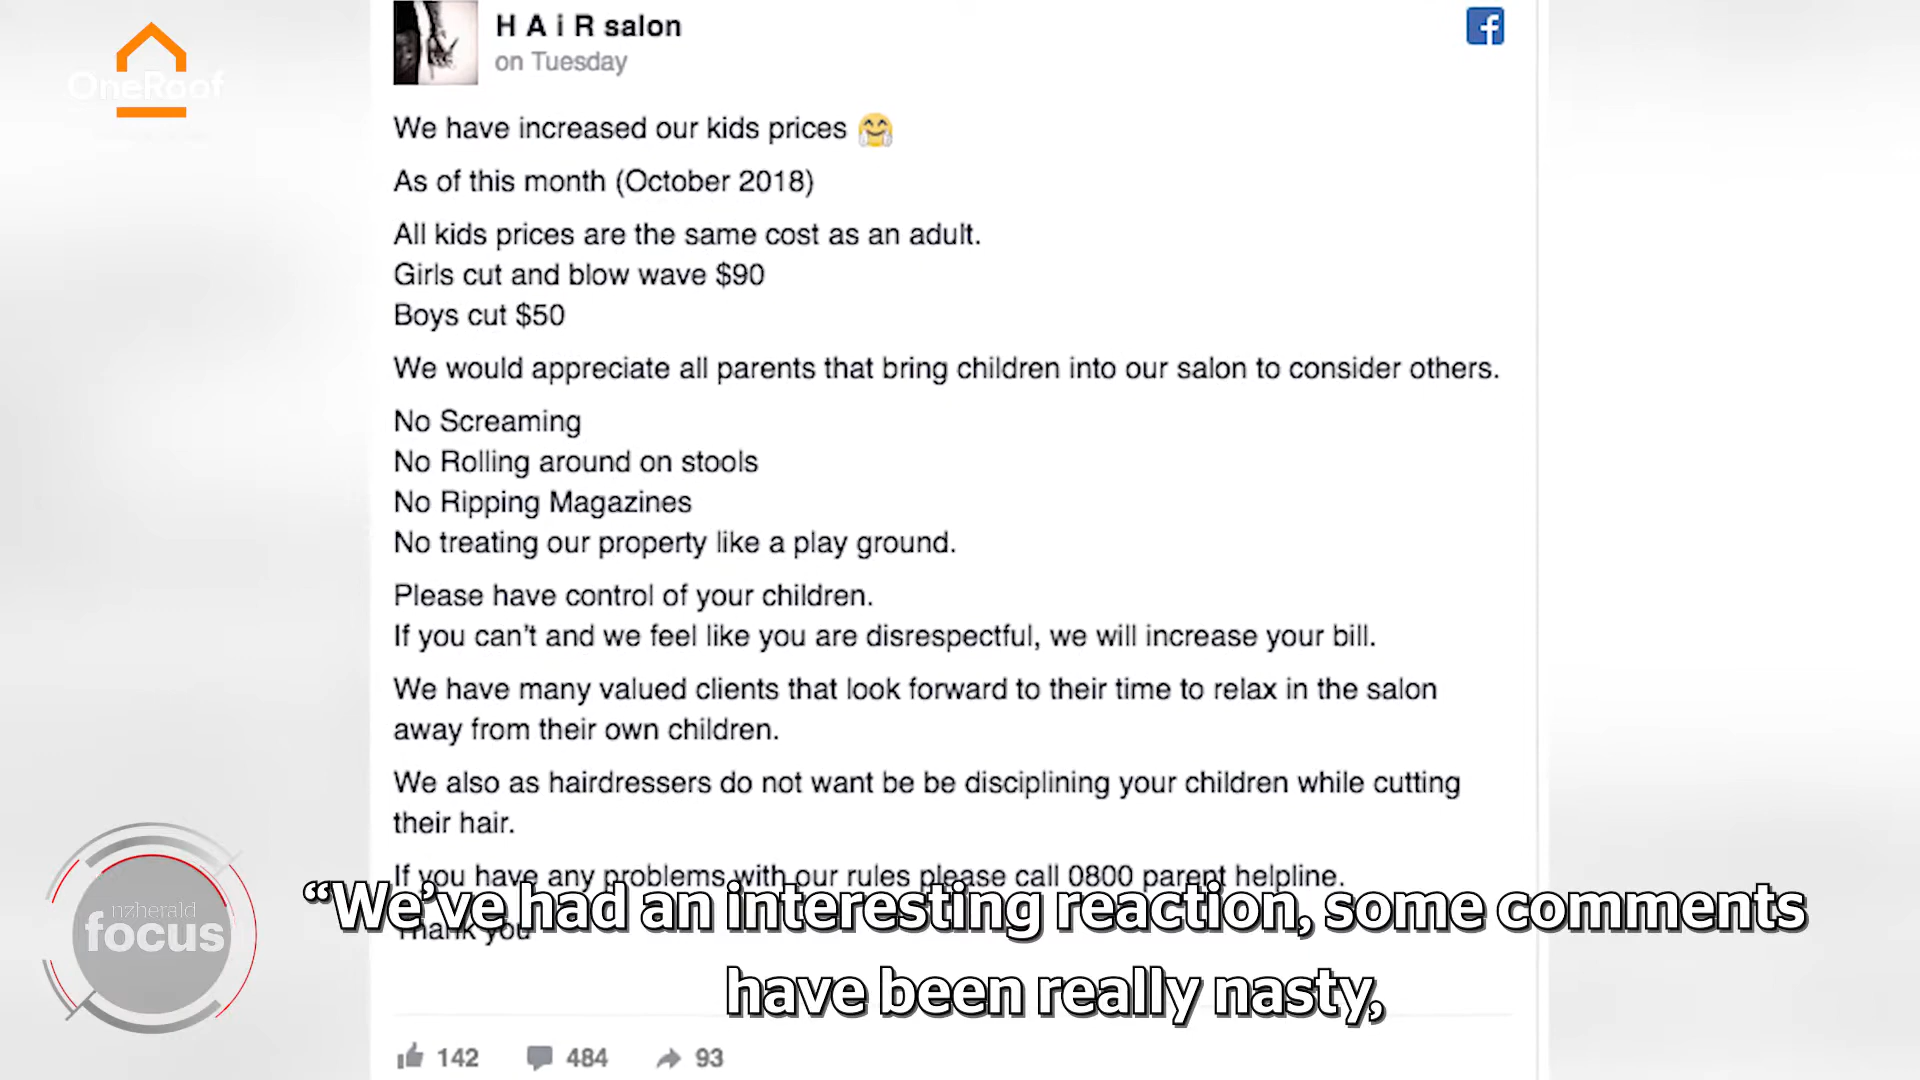 OneRoof
H A i R salon
on Tuesday
We have increased our kids prices 🤗
As of this month (October 2018)
All kids prices are the same cost as an adult.
Girls cut and blow wave $90
Boys cut $50
We would appreciate all parents that bring children into our salon to consider others.
No Screaming
No Rolling around on stools
No Ripping Magazines
No treating our property like a play ground.
Please have control of your children.
If you can't and we feel like you are disrespectful, we will increase your bill.
We have many valued clients that look forward to their time to relax in the salon
away from their own children.
We also as hairdressers do not want be be disciplining your children while cutting
their hair.
If you have any problems with our rules please call 0800 parent helpline.
Thank you
“We’ve had an interesting reaction, some comments
have been really nasty,
nzherald
focus
142 484 93